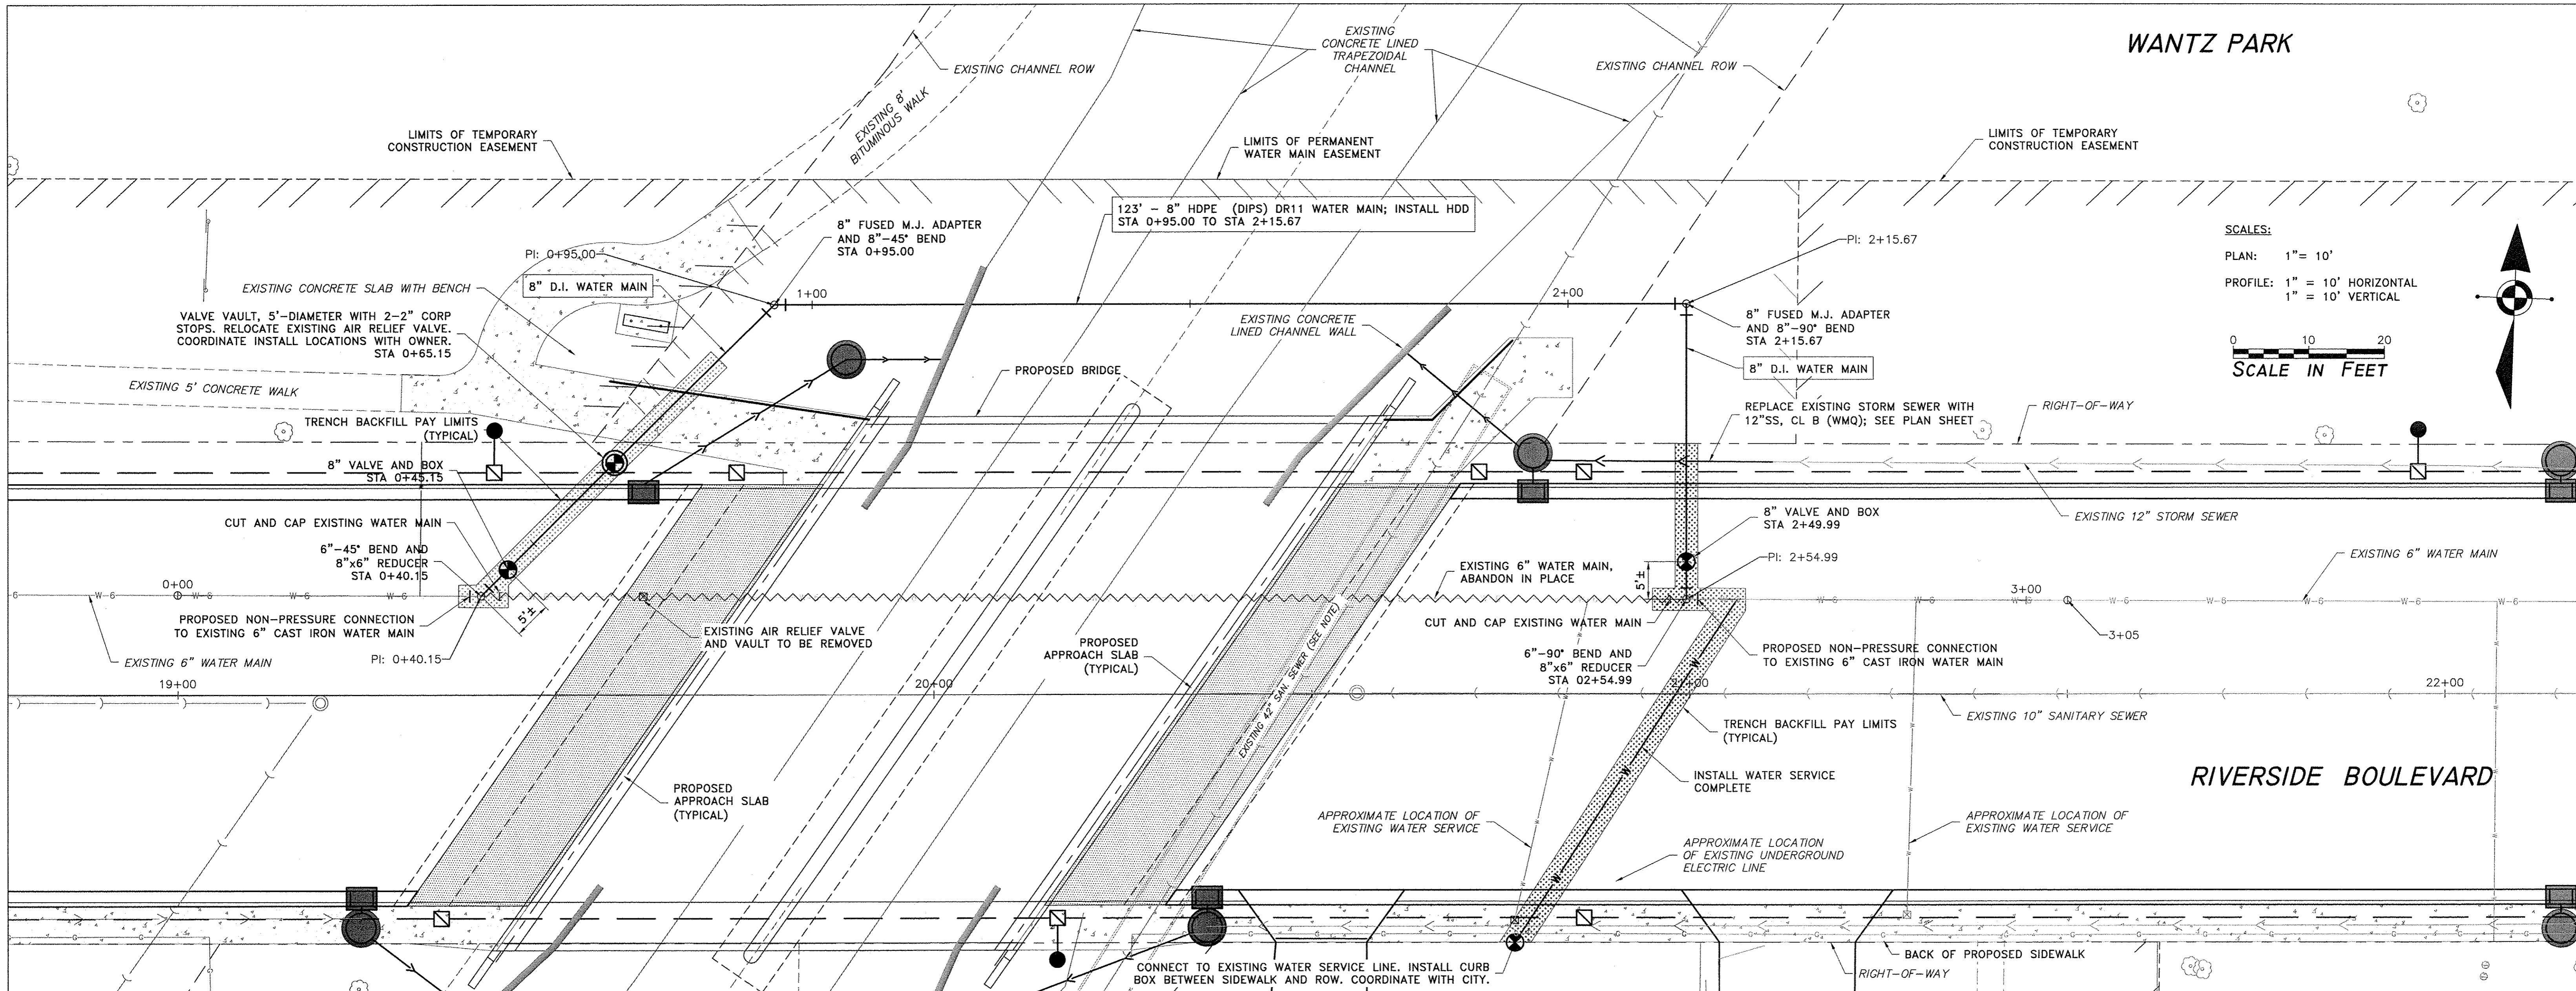 WANTZ PARK
EXISTING CHANNEL ROW
EXISTING 8'
BITUMINOUS WALK
EXISTING
CONCRETE LINED
TRAPEZOIDAL
CHANNEL
EXISTING CHANNEL ROW
LIMITS OF TEMPORARY
CONSTRUCTION EASEMENT
LIMITS OF PERMANENT
WATER MAIN EASEMENT
LIMITS OF TEMPORARY
CONSTRUCTION EASEMENT
123' - 8" HDPE (DIPS) DR11 WATER MAIN; INSTALL HDD
STA 0+95.00 TO STA 2+15.67
8" FUSED M.J. ADAPTER
AND 8"-45° BEND
STA 0+95.00
PI: 0+95.00
8" D.I. WATER MAIN
EXISTING CONCRETE SLAB WITH BENCH
VALVE VAULT, 5'-DIAMETER WITH 2-2" CORP
STOPS. RELOCATE EXISTING AIR RELIEF VALVE.
COORDINATE INSTALL LOCATIONS WITH OWNER.
STA 0+65.15
EXISTING 5' CONCRETE WALK
1+00
2+00
PI: 2+15.67
SCALES:
PLAN: 1"= 10'
PROFILE: 1" = 10' HORIZONTAL
1" = 10' VERTICAL
0 10 20
SCALE IN FEET
EXISTING CONCRETE
LINED CHANNEL WALL
8" FUSED M.J. ADAPTER
AND 8"-90° BEND
STA 2+15.67
8" D.I. WATER MAIN
PROPOSED BRIDGE
REPLACE EXISTING STORM SEWER WITH
12"SS, CL B (WMQ); SEE PLAN SHEET
RIGHT-OF-WAY
TRENCH BACKFILL PAY LIMITS
(TYPICAL)
8" VALVE AND BOX
STA 0+45.15
CUT AND CAP EXISTING WATER MAIN
6"-45° BEND AND
8"x6" REDUCER
STA 0+40.15
0+00
W-6
W-6
W-6
W-6
W-6
5'±
PROPOSED NON-PRESSURE CONNECTION
TO EXISTING 6" CAST IRON WATER MAIN
PI: 0+40.15
EXISTING 6" WATER MAIN
EXISTING AIR RELIEF VALVE
AND VAULT TO BE REMOVED
EXISTING 6" WATER MAIN,
ABANDON IN PLACE
5'±
8" VALVE AND BOX
STA 2+49.99
PI: 2+54.99
EXISTING 12" STORM SEWER
EXISTING 6" WATER MAIN
W-6
W-6
W-6
W-6
W-6
W-6
W-6
3+00
3+05
CUT AND CAP EXISTING WATER MAIN
6"-90° BEND AND
8"x6" REDUCER
STA 02+54.99
PROPOSED NON-PRESSURE CONNECTION
TO EXISTING 6" CAST IRON WATER MAIN
PROPOSED
APPROACH SLAB
(TYPICAL)
EXISTING 42" SAN. SEWER (SEE NOTE)
19+00
20+00
21+00
22+00
EXISTING 10" SANITARY SEWER
TRENCH BACKFILL PAY LIMITS
(TYPICAL)
INSTALL WATER SERVICE
COMPLETE
RIVERSIDE BOULEVARD
PROPOSED
APPROACH SLAB
(TYPICAL)
APPROXIMATE LOCATION OF
EXISTING WATER SERVICE
APPROXIMATE LOCATION
OF EXISTING UNDERGROUND
ELECTRIC LINE
APPROXIMATE LOCATION OF
EXISTING WATER SERVICE
W
W
W
W
CONNECT TO EXISTING WATER SERVICE LINE. INSTALL CURB
BOX BETWEEN SIDEWALK AND ROW. COORDINATE WITH CITY.
BACK OF PROPOSED SIDEWALK
RIGHT-OF-WAY